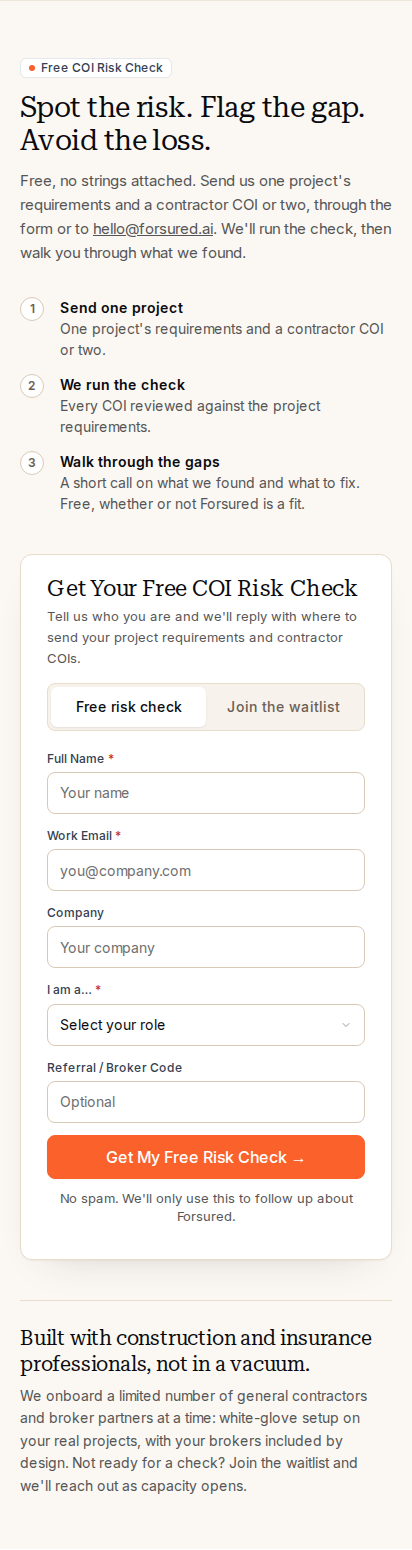 Free COI Risk Check
Spot the risk. Flag the gap.
Avoid the loss.
Free, no strings attached. Send us one project's
requirements and a contractor COI or two, through the
form or to hello@forsured.ai. We'll run the check, then
walk you through what we found.
1
Send one project
One project's requirements and a contractor COI
or two.
2
We run the check
Every COI reviewed against the project
requirements.
3
Walk through the gaps
A short call on what we found and what to fix.
Free, whether or not Forsured is a fit.
Get Your Free COI Risk Check
Tell us who you are and we'll reply with where to
send your project requirements and contractor
COIs.
Free risk check Join the waitlist
Full Name *
Your name
Work Email *
you@company.com
Company
Your company
I am a... *
Select your role
Referral / Broker Code
Optional
Get My Free Risk Check →
No spam. We'll only use this to follow up about
Forsured.
Built with construction and insurance
professionals, not in a vacuum.
We onboard a limited number of general contractors
and broker partners at a time: white-glove setup on
your real projects, with your brokers included by
design. Not ready for a check? Join the waitlist and
we'll reach out as capacity opens.